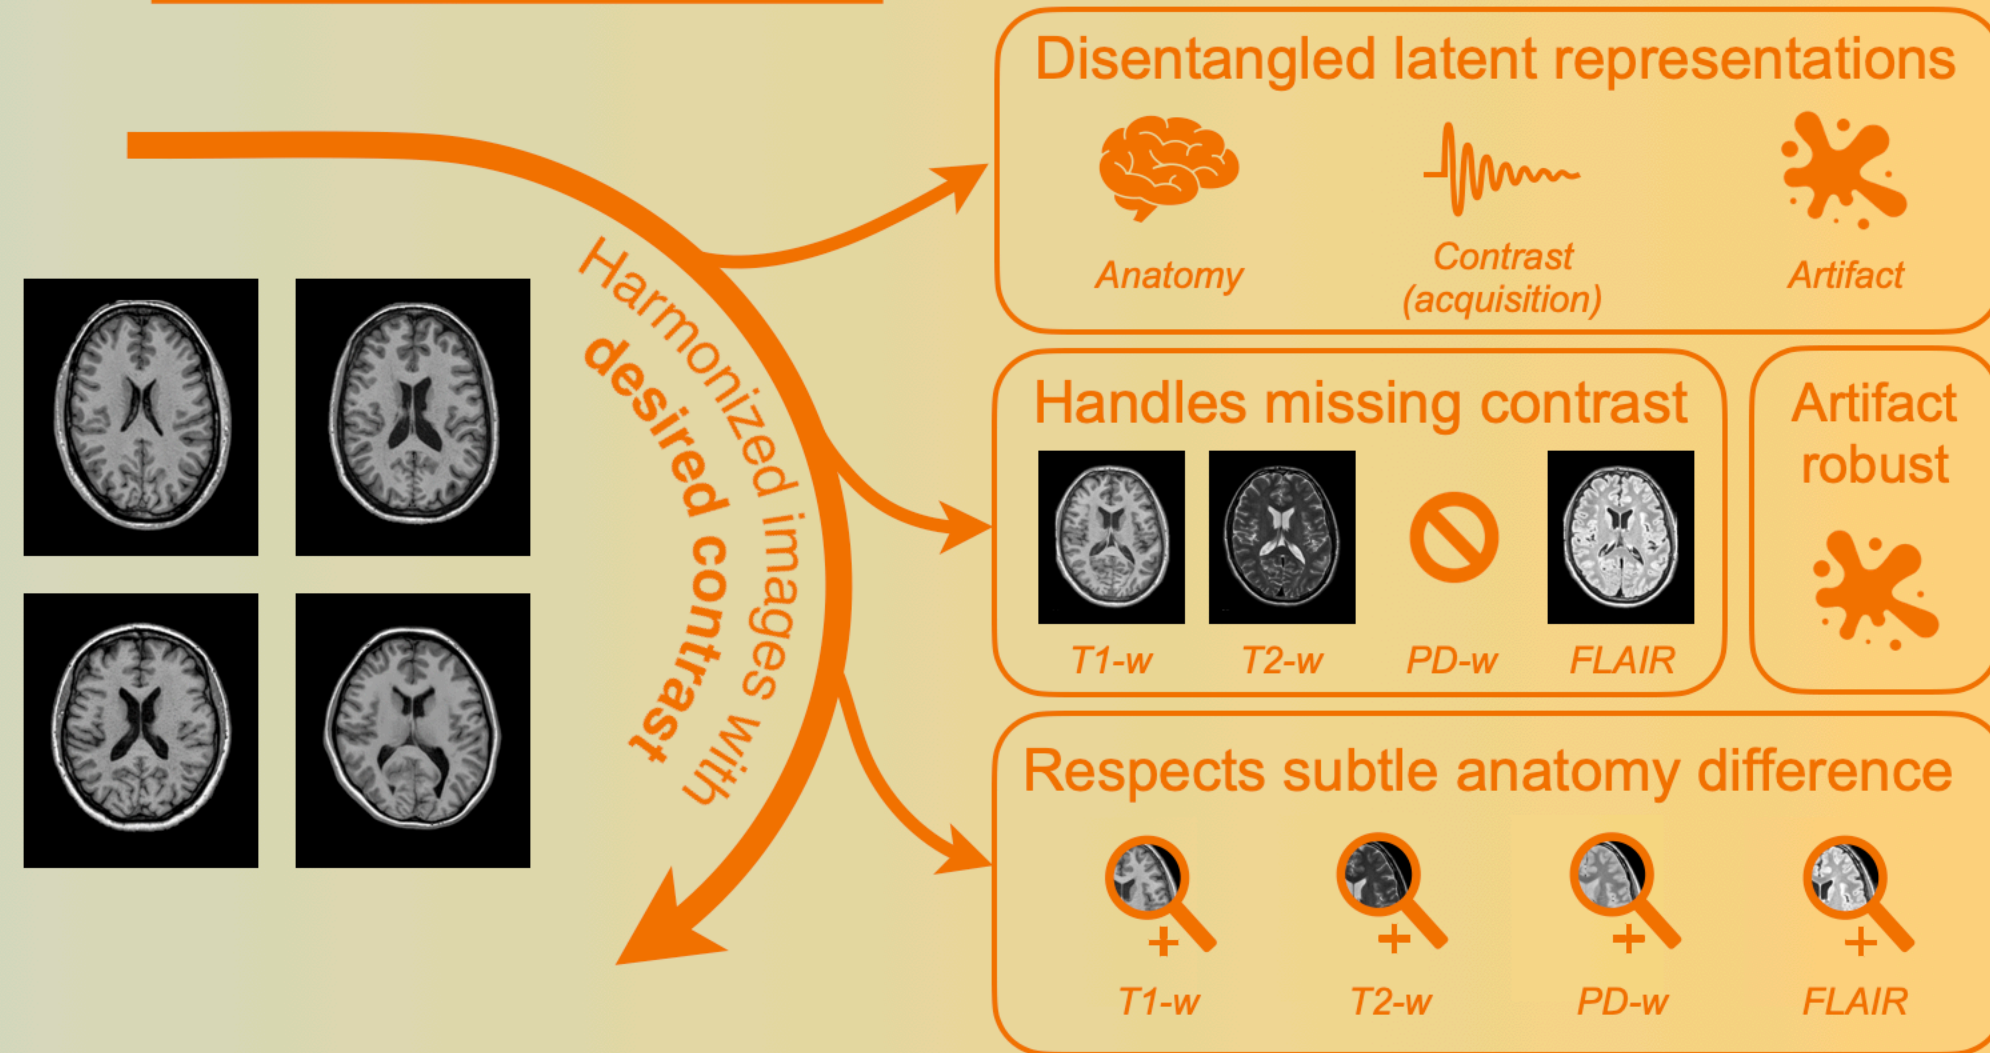 Harmonized images with
desired contrast
Disentangled latent representations
Anatomy
Contrast
(acquisition)
Artifact
Handles missing contrast
T1-w
T2-w
PD-w
FLAIR
Artifact
robust
Respects subtle anatomy difference
T1-w
T2-w
PD-w
FLAIR